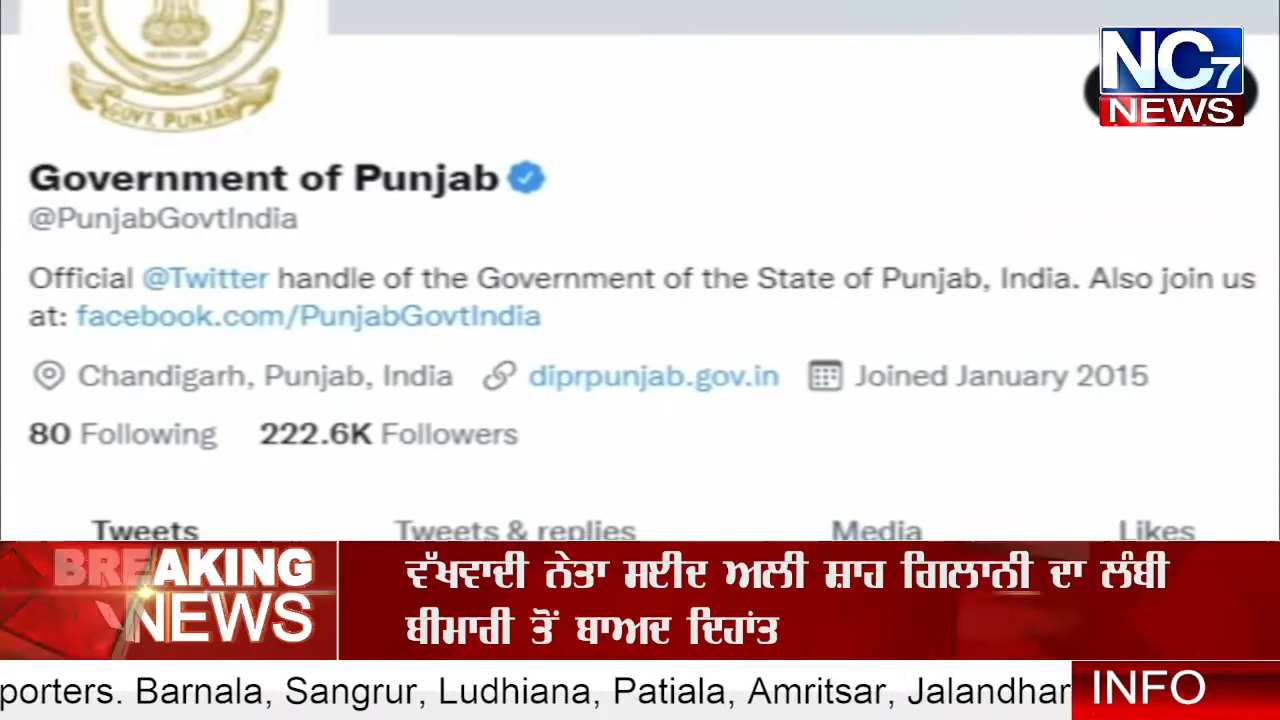 GOVT. PUNJAB
NC7
NEWS
Government of Punjab
@PunjabGovtIndia
Official @Twitter handle of the Government of the State of Punjab, India. Also join us
at: facebook.com/PunjabGovtIndia
Chandigarh, Punjab, India diprpunjab.gov.in Joined January 2015
80 Following 222.6K Followers
Tweets Tweets & replies Media Likes
BREAKING
NEWS
ਵੱਖਵਾਦੀ ਨੇਤਾ ਸਈਦ ਅਲੀ ਸ਼ਾਹ ਗਿਲਾਨੀ ਦਾ ਲੰਬੀ
ਬੀਮਾਰੀ ਤੋਂ ਬਾਅਦ ਦਿਹਾਂਤ
porters. Barnala, Sangrur, Ludhiana, Patiala, Amritsar, Jalandhar
INFO